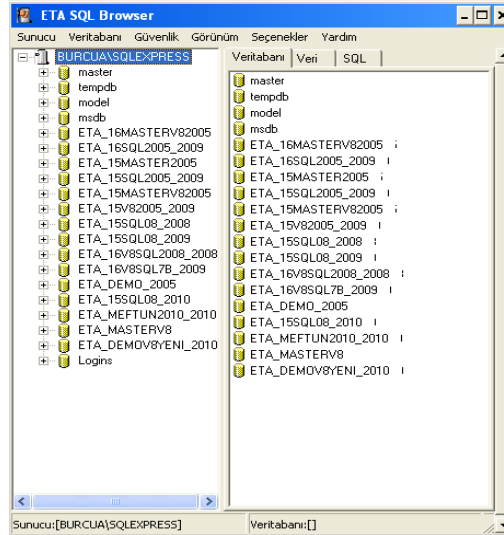 ETA SQL Browser
Sunucu Veritabanı Güvenlik Görünüm Seçenekler Yardım
BURCUA\SQLEXPRESS
master
tempdb
model
msdb
ETA_16MASTERV82005
ETA_16SQL2005_2009
ETA_15MASTER2005
ETA_15SQL2005_2009
ETA_15MASTERV82005
ETA_15V82005_2009
ETA_15SQL08_2008
ETA_15SQL08_2009
ETA_16V8SQL2008_2008
ETA_16V8SQL7B_2009
ETA_DEMO_2005
ETA_15SQL08_2010
ETA_MEFTUN2010_2010
ETA_MASTERV8
ETA_DEMOV8YENI_2010
Logins
Veritabanı Veri SQL
master
tempdb
model
msdb
ETA_16MASTERV82005
ETA_16SQL2005_2009
ETA_15MASTER2005
ETA_15SQL2005_2009
ETA_15MASTERV82005
ETA_15V82005_2009
ETA_15SQL08_2008
ETA_15SQL08_2009
ETA_16V8SQL2008_2008
ETA_16V8SQL7B_2009
ETA_DEMO_2005
ETA_15SQL08_2010
ETA_MEFTUN2010_2010
ETA_MASTERV8
ETA_DEMOV8YENI_2010
Sunucu:[BURCUA\SQLEXPRESS] Veritabanı:[]